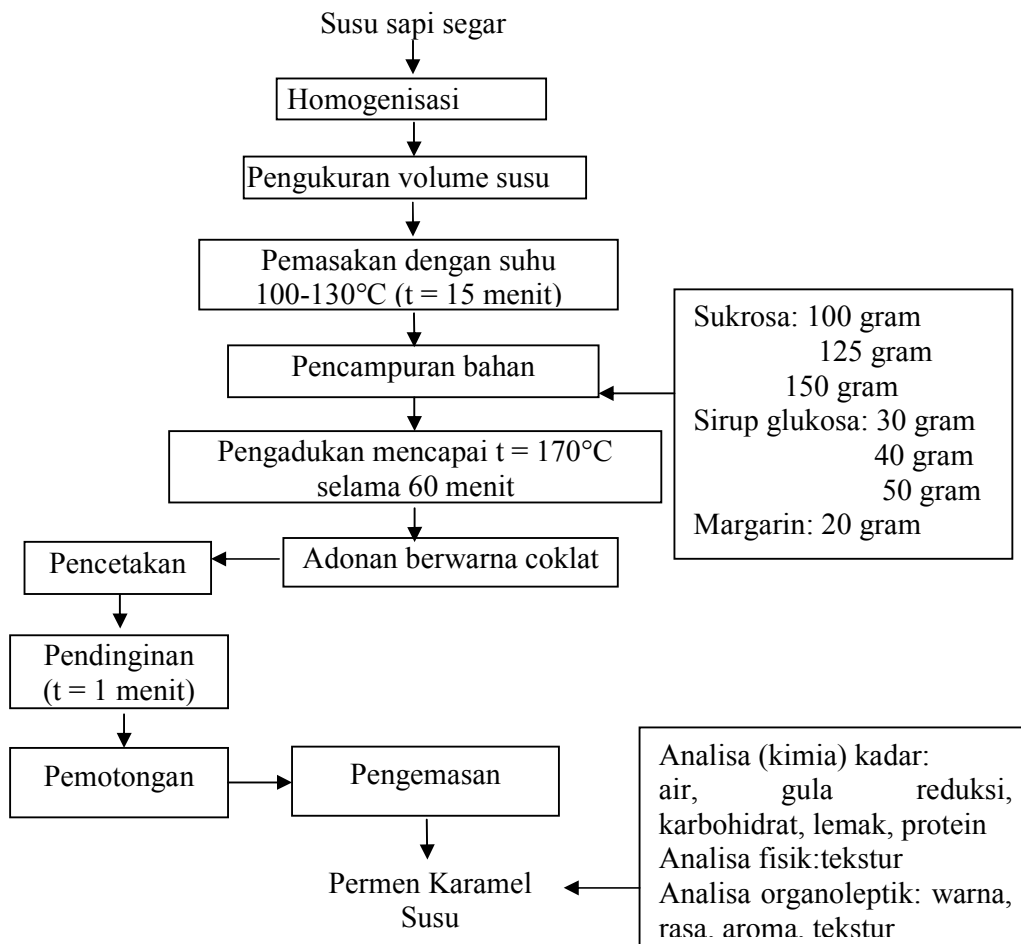 Susu sapi segar
Homogenisasi
Pengukuran volume susu
Pemasakan dengan suhu
100-130°C (t = 15 menit)
Pencampuran bahan
Sukrosa: 100 gram
125 gram
150 gram
Sirup glukosa: 30 gram
40 gram
50 gram
Margarin: 20 gram
Pengadukan mencapai t = 170°C
selama 60 menit
Adonan berwarna coklat
Pencetakan
Pendinginan
(t = 1 menit)
Pemotongan
Pengemasan
Permen Karamel
Susu
Analisa (kimia) kadar:
air, gula reduksi,
karbohidrat, lemak, protein
Analisa fisik:tekstur
Analisa organoleptik: warna,
rasa, aroma, tekstur